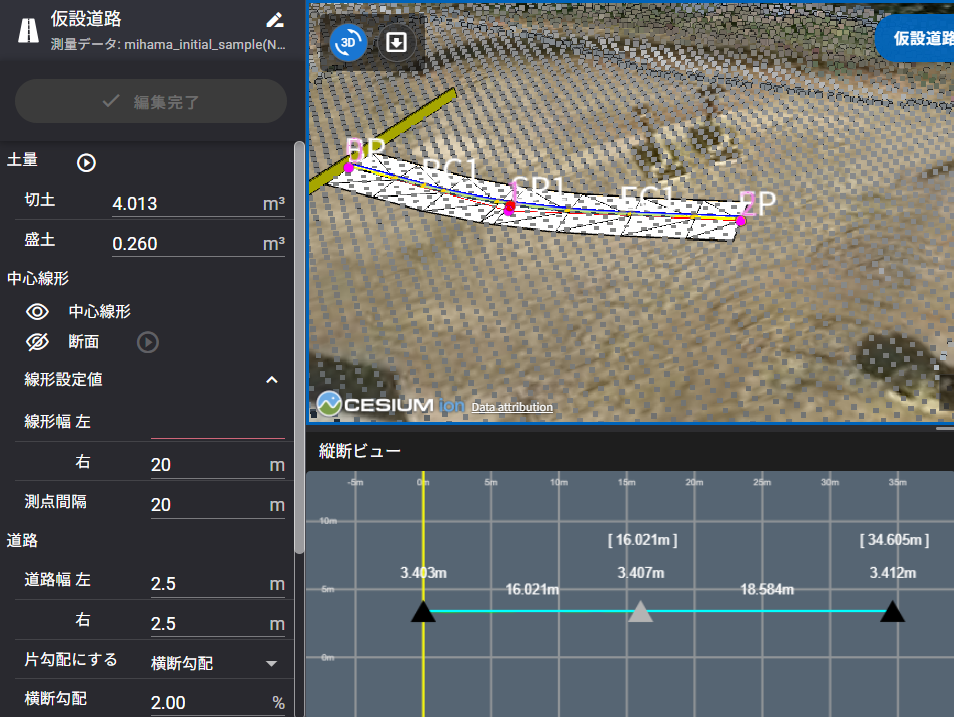 仮設道路
測量データ: mihama_initial_sample(N...
編集完了
土量
切土 4.013 m³
盛土 0.260 m³
中心線形
中心線形
断面
線形設定値
線形幅 左
右 20 m
測点間隔 20 m
道路
道路幅 左 2.5 m
右 2.5 m
片勾配にする 横断勾配
横断勾配 2.00 %
3D
仮設道路
BP
BC1
SP1
EC1
EP
CESIUM ion Data attribution
縦断ビュー
-5m 0m 5m 10m 15m 20m 25m 30m 35m
10m
[ 16.021m ] [ 34.605m ]
3.403m 3.407m 3.412m
5m 16.021m 18.584m
0m